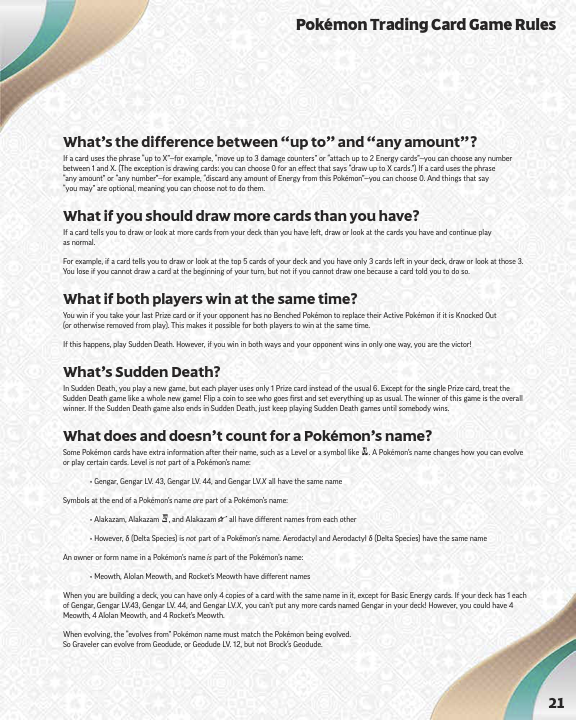 Pokémon Trading Card Game Rules
What's the difference between “up to” and “any amount”?
If a card uses the phrase “up to X”—for example, “move up to 3 damage counters” or “attach up to 2 Energy cards”—you can choose any number
between 1 and X. (The exception is drawing cards: you can choose 0 for an effect that says “draw up to X cards.”) If a card uses the phrase
“any amount” or “any number”—for example, “discard any amount of Energy from this Pokémon”—you can choose 0. And things that say
“you may” are optional, meaning you can choose not to do them.
What if you should draw more cards than you have?
If a card tells you to draw or look at more cards from your deck than you have left, draw or look at the cards you have and continue play
as normal.
For example, if a card tells you to draw or look at the top 5 cards of your deck and you have only 3 cards left in your deck, draw or look at those 3.
You lose if you cannot draw a card at the beginning of your turn, but not if you cannot draw one because a card told you to do so.
What if both players win at the same time?
You win if you take your last Prize card or if your opponent has no Benched Pokémon to replace their Active Pokémon if it is Knocked Out
(or otherwise removed from play). This makes it possible for both players to win at the same time.
If this happens, play Sudden Death. However, if you win in both ways and your opponent wins in only one way, you are the victor!
What's Sudden Death?
In Sudden Death, you play a new game, but each player uses only 1 Prize card instead of the usual 6. Except for the single Prize card, treat the
Sudden Death game like a whole new game! Flip a coin to see who goes first and set everything up as usual. The winner of this game is the overall
winner. If the Sudden Death game also ends in Sudden Death, just keep playing Sudden Death games until somebody wins.
What does and doesn't count for a Pokémon's name?
Some Pokémon cards have extra information after their name, such as a Level or a symbol like . A Pokémon's name changes how you can evolve
or play certain cards. Level is not part of a Pokémon's name:
• Gengar, Gengar LV. 43, Gengar LV. 44, and Gengar LV.X all have the same name
Symbols at the end of a Pokémon's name are part of a Pokémon's name:
• Alakazam, Alakazam , and Alakazam ☆ all have different names from each other
• However, δ (Delta Species) is not part of a Pokémon's name. Aerodactyl and Aerodactyl δ (Delta Species) have the same name
An owner or form name in a Pokémon's name is part of the Pokémon's name:
• Meowth, Alolan Meowth, and Rocket's Meowth have different names
When you are building a deck, you can have only 4 copies of a card with the same name in it, except for Basic Energy cards. If your deck has 1 each
of Gengar, Gengar LV.43, Gengar LV. 44, and Gengar LV.X, you can't put any more cards named Gengar in your deck! However, you could have 4
Meowth, 4 Alolan Meowth, and 4 Rocket's Meowth.
When evolving, the “evolves from” Pokémon name must match the Pokémon being evolved.
So Graveler can evolve from Geodude, or Geodude LV. 12, but not Brock's Geodude.
21